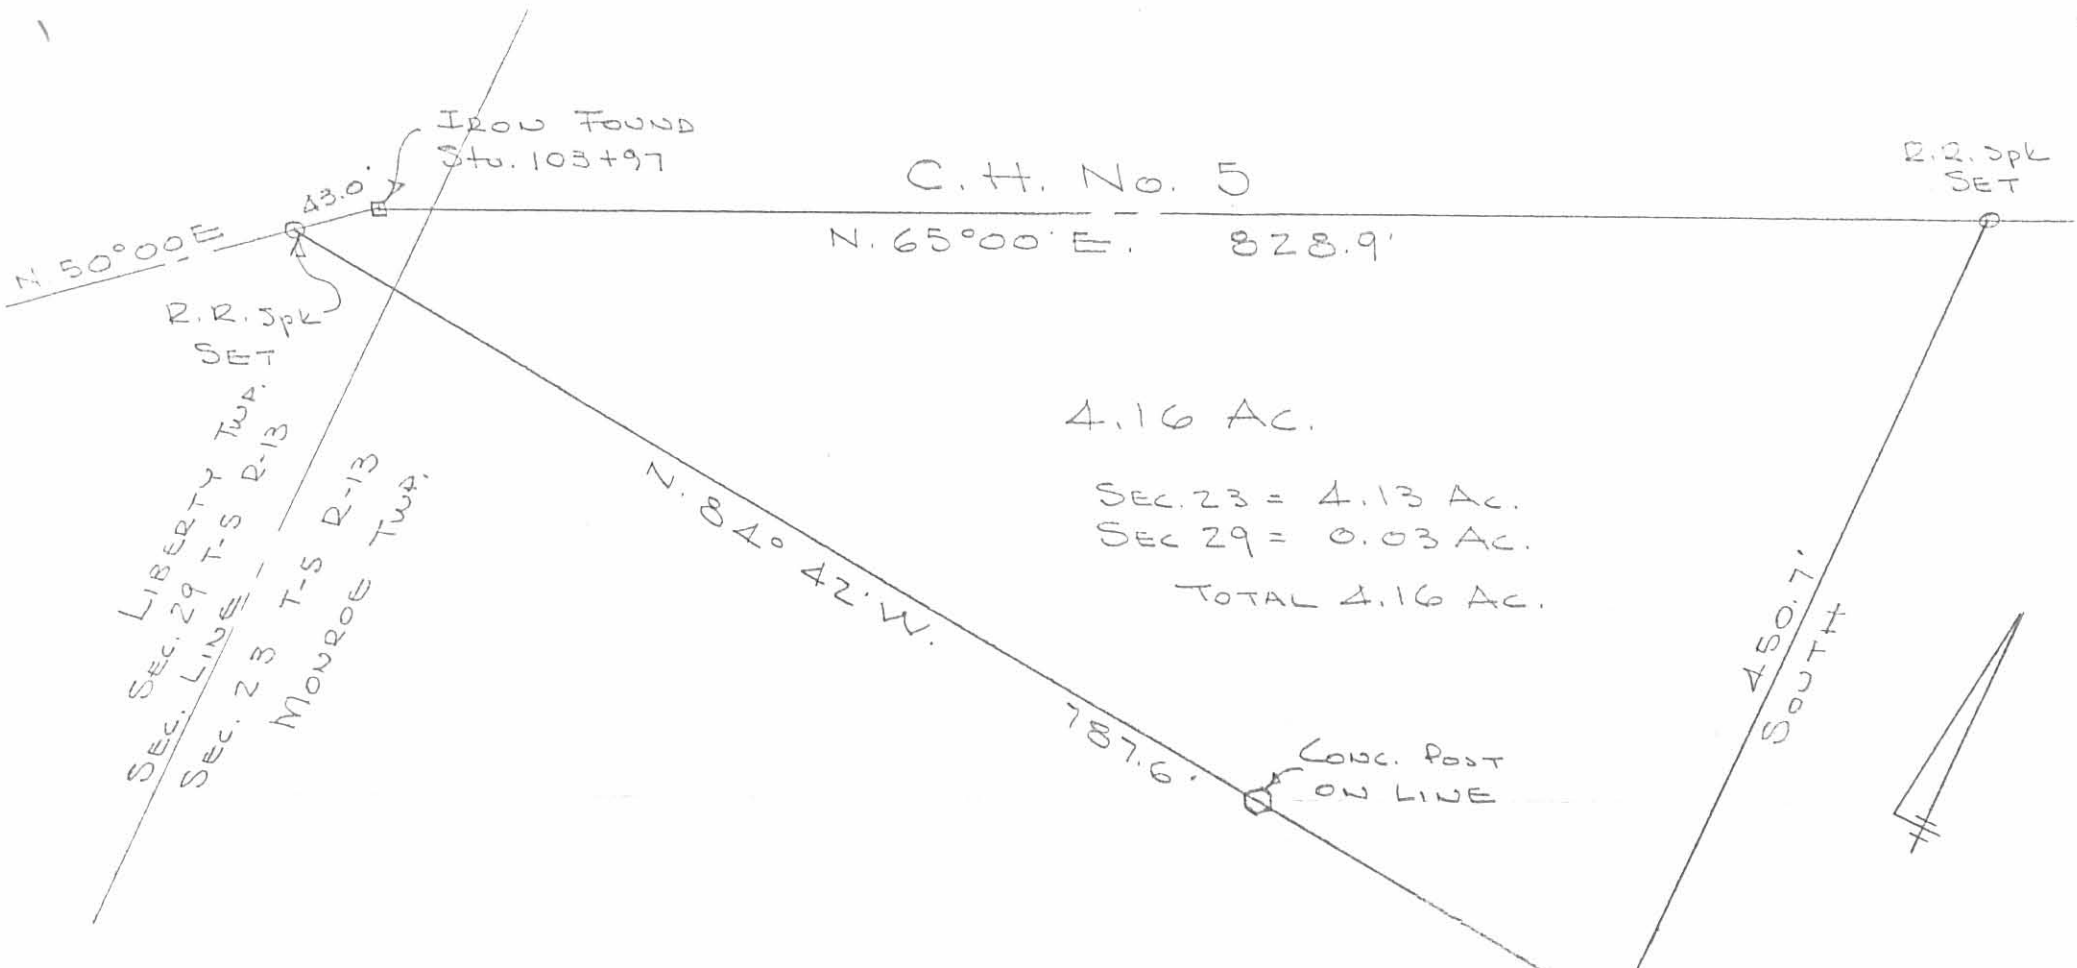 IRON FOUND
Sta. 103+97
43.0'
C. H. No. 5
R.R. Spk
SET
N 50°00 E
N. 65°00' E. 828.9'
R.R. Spk
SET
4.16 Ac.
SEC. 23 = 4.13 Ac.
SEC 29 = 0.03 Ac.
TOTAL 4.16 Ac.
LIBERTY TWP.
SEC. 29 T-5 R-13
SEC. LINE
SEC. 23 T-5 R-13
MONROE TWP.
N. 84° 42' W.
787.6'
CONC. POST
ON LINE
450.7'
SOUTH